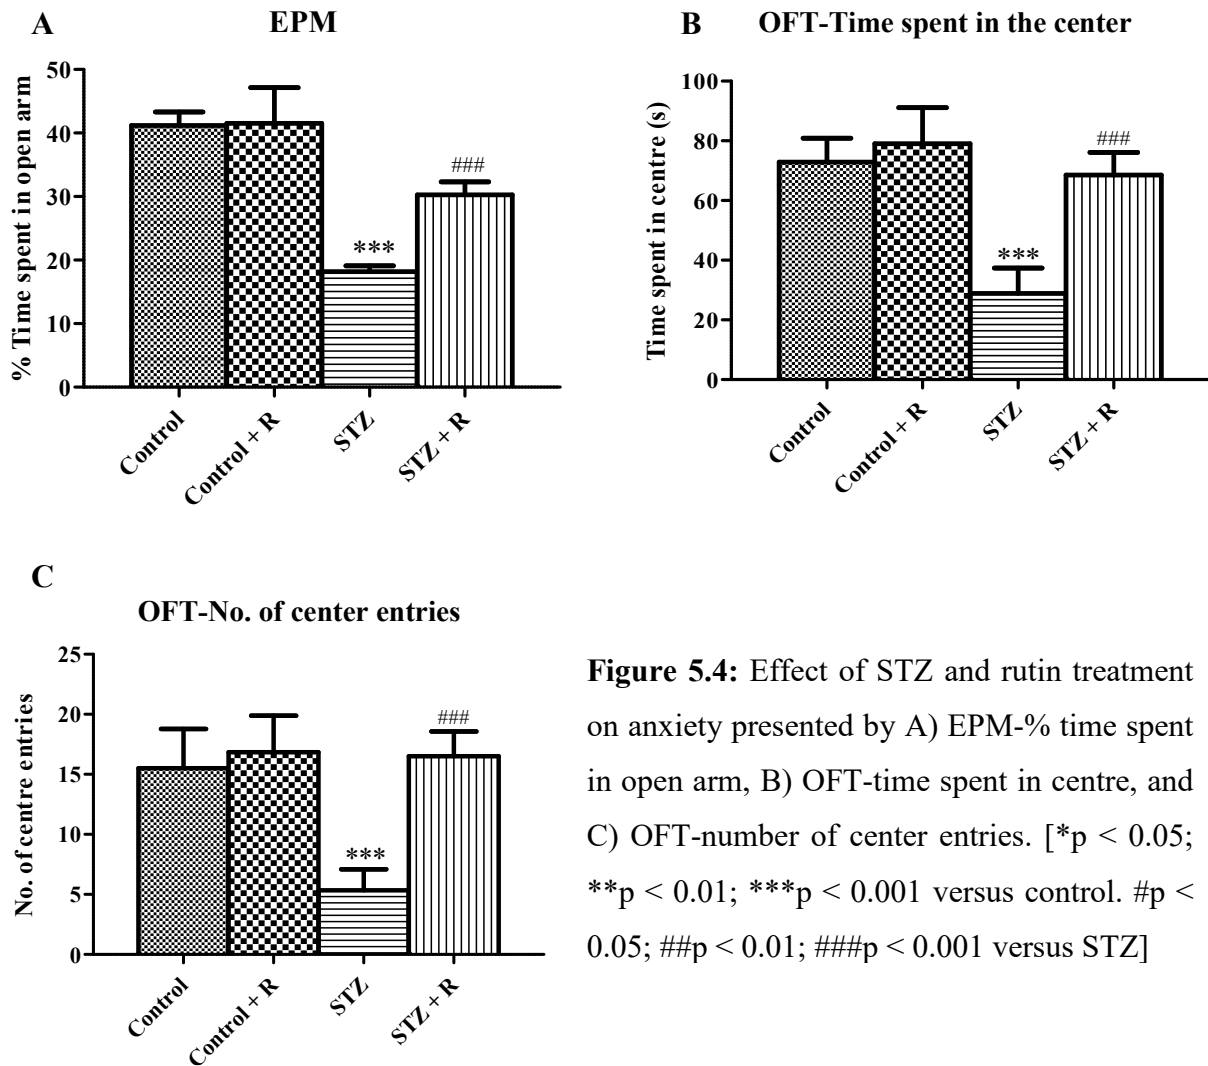 A
EPM
% Time spent in open arm
50
40
30
20
10
0
***
###
Control
Control + R
STZ
STZ + R
B
OFT-Time spent in the center
Time spent in centre (s)
100
80
60
40
20
0
***
###
Control
Control + R
STZ
STZ + R
C
OFT-No. of center entries
No. of centre entries
25
20
15
10
5
0
***
###
Control
Control + R
STZ
STZ + R
Figure 5.4: Effect of STZ and rutin treatment
on anxiety presented by A) EPM-% time spent
in open arm, B) OFT-time spent in centre, and
C) OFT-number of center entries. [*p < 0.05;
**p < 0.01; ***p < 0.001 versus control. #p <
0.05; ##p < 0.01; ###p < 0.001 versus STZ]